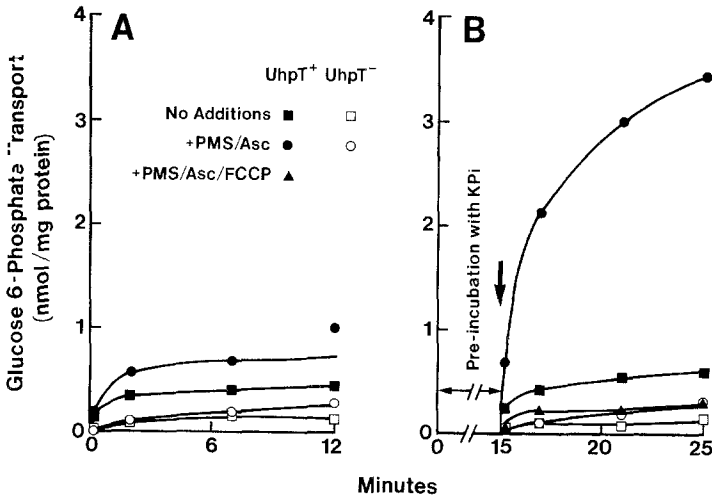 A
B
UhpT+ UhpT−
No Additions
+PMS/Asc
+PMS/Asc/FCCP
Glucose 6-Phosphate Transport
(nmol/mg protein)
4
3
2
1
0
0
6
12
4
3
2
1
0
Pre-incubation with KPi
0
15
20
25
Minutes